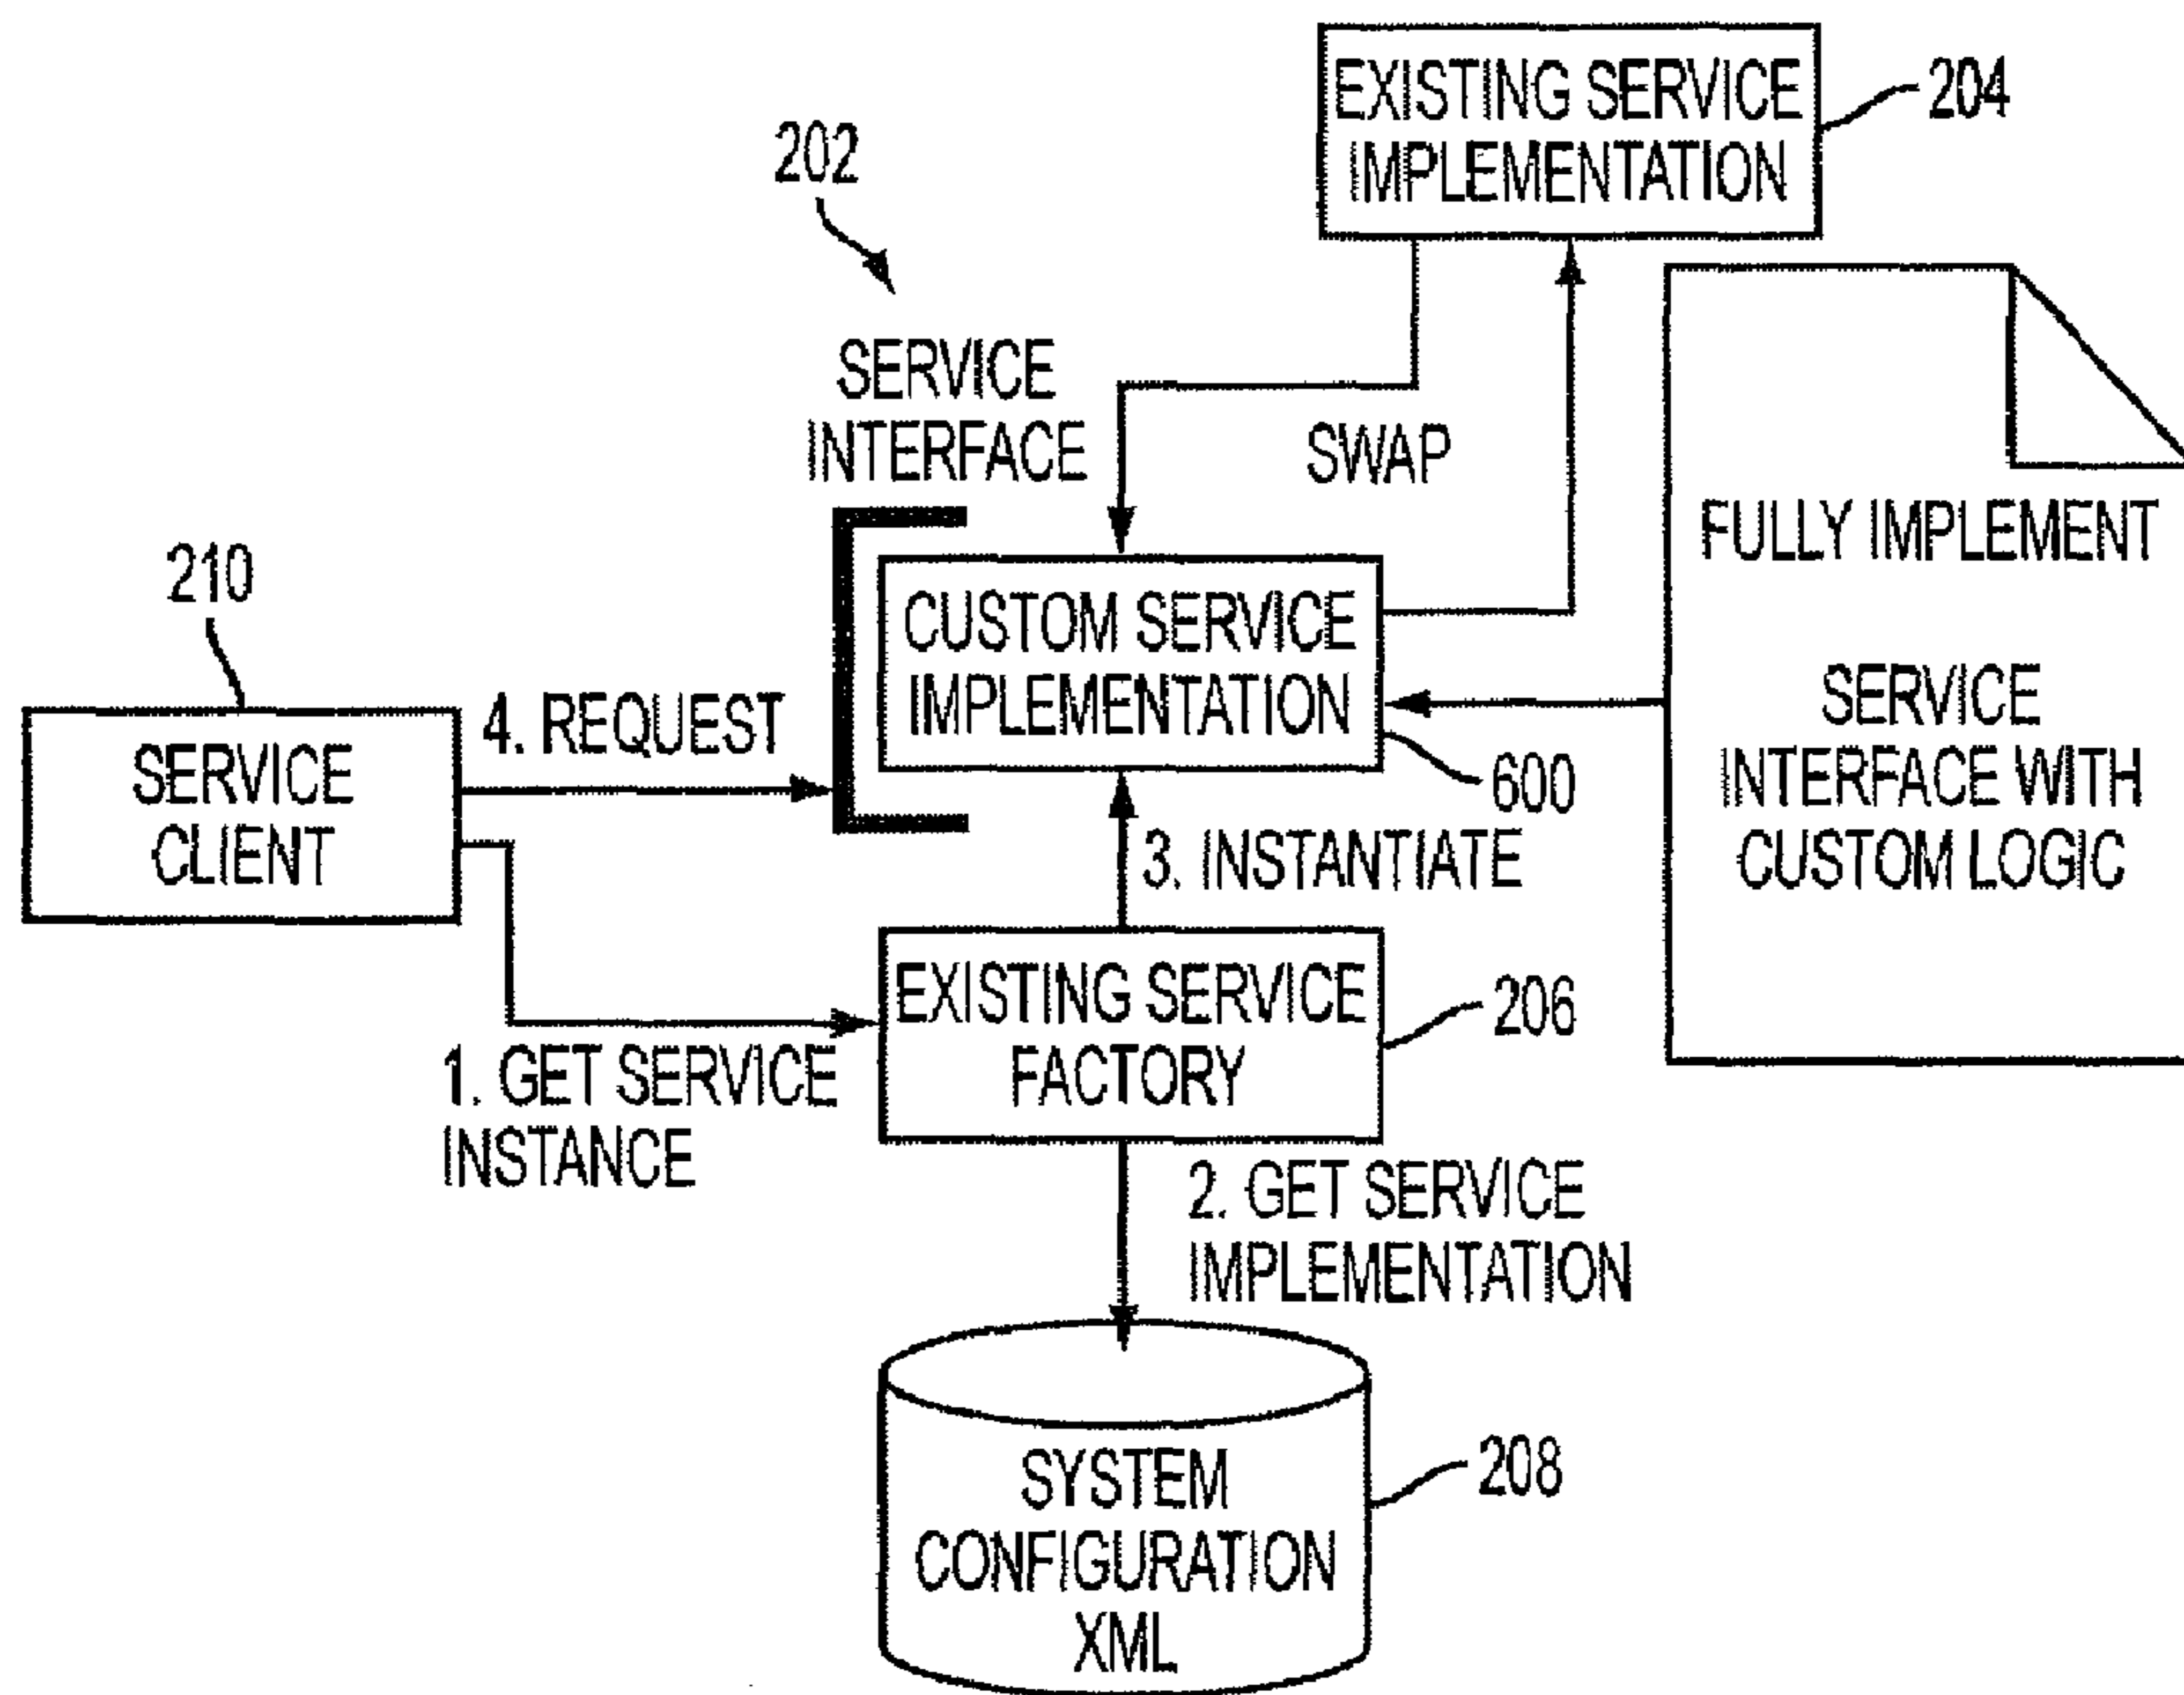 EXISTING SERVICE
IMPLEMENTATION
204
202
SERVICE
INTERFACE
SWAP
FULLY IMPLEMENT
SERVICE
INTERFACE WITH
CUSTOM LOGIC
210
CUSTOM SERVICE
IMPLEMENTATION
600
4. REQUEST
SERVICE
CLIENT
3. INSTANTIATE
EXISTING SERVICE
FACTORY
206
1. GET SERVICE
INSTANCE
2. GET SERVICE
IMPLEMENTATION
SYSTEM
CONFIGURATION
XML
208